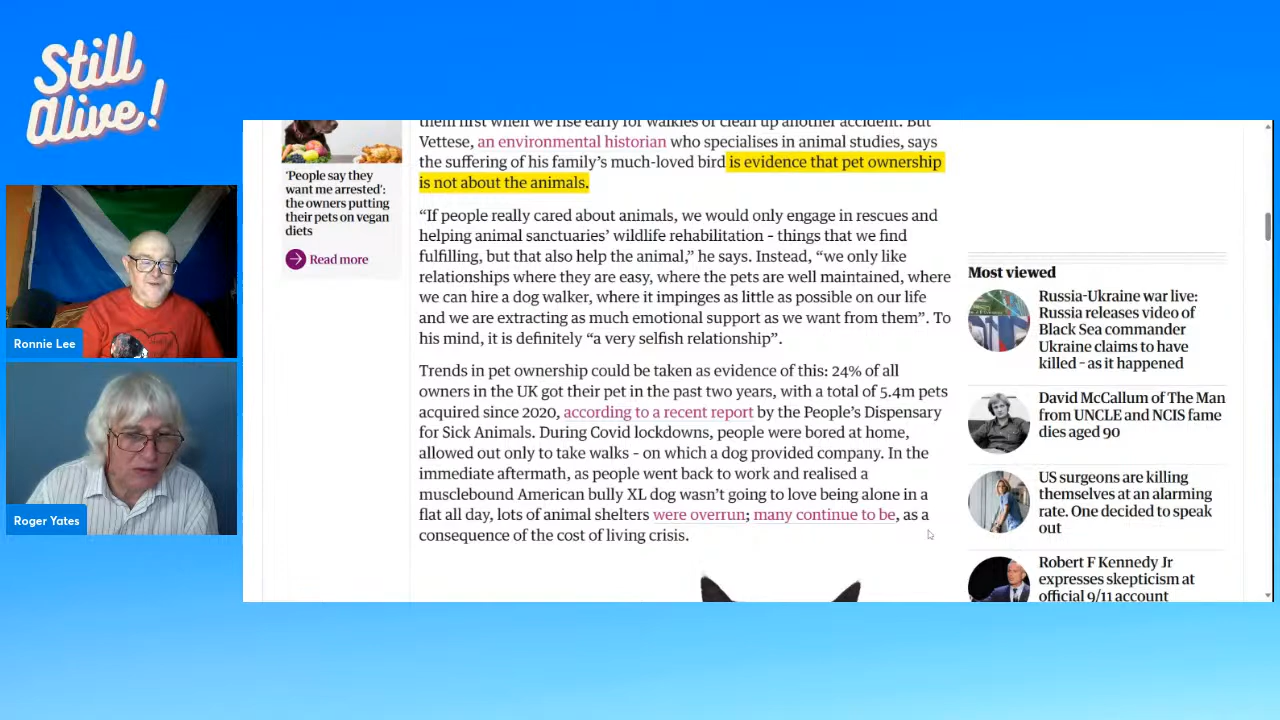 Still
Alive!
Ronnie Lee
Roger Yates
‘People say they
want me arrested’:
the owners putting
their pets on vegan
diets
Read more
them first when we rise early for walkies or clean up another accident. But
Vettese, an environmental historian who specialises in animal studies, says
the suffering of his family’s much-loved bird is evidence that pet ownership
is not about the animals.
“If people really cared about animals, we would only engage in rescues and
helping animal sanctuaries’ wildlife rehabilitation – things that we find
fulfilling, but that also help the animal,” he says. Instead, “we only like
relationships where they are easy, where the pets are well maintained, where
we can hire a dog walker, where it impinges as little as possible on our life
and we are extracting as much emotional support as we want from them”. To
his mind, it is definitely “a very selfish relationship”.
Trends in pet ownership could be taken as evidence of this: 24% of all
owners in the UK got their pet in the past two years, with a total of 5.4m pets
acquired since 2020, according to a recent report by the People’s Dispensary
for Sick Animals. During Covid lockdowns, people were bored at home,
allowed out only to take walks – on which a dog provided company. In the
immediate aftermath, as people went back to work and realised a
musclebound American bully XL dog wasn’t going to love being alone in a
flat all day, lots of animal shelters were overrun; many continue to be, as a
consequence of the cost of living crisis.
Most viewed
Russia-Ukraine war live:
Russia releases video of
Black Sea commander
Ukraine claims to have
killed – as it happened
David McCallum of The Man
from UNCLE and NCIS fame
dies aged 90
US surgeons are killing
themselves at an alarming
rate. One decided to speak
out
Robert F Kennedy Jr
expresses skepticism at
official 9/11 account